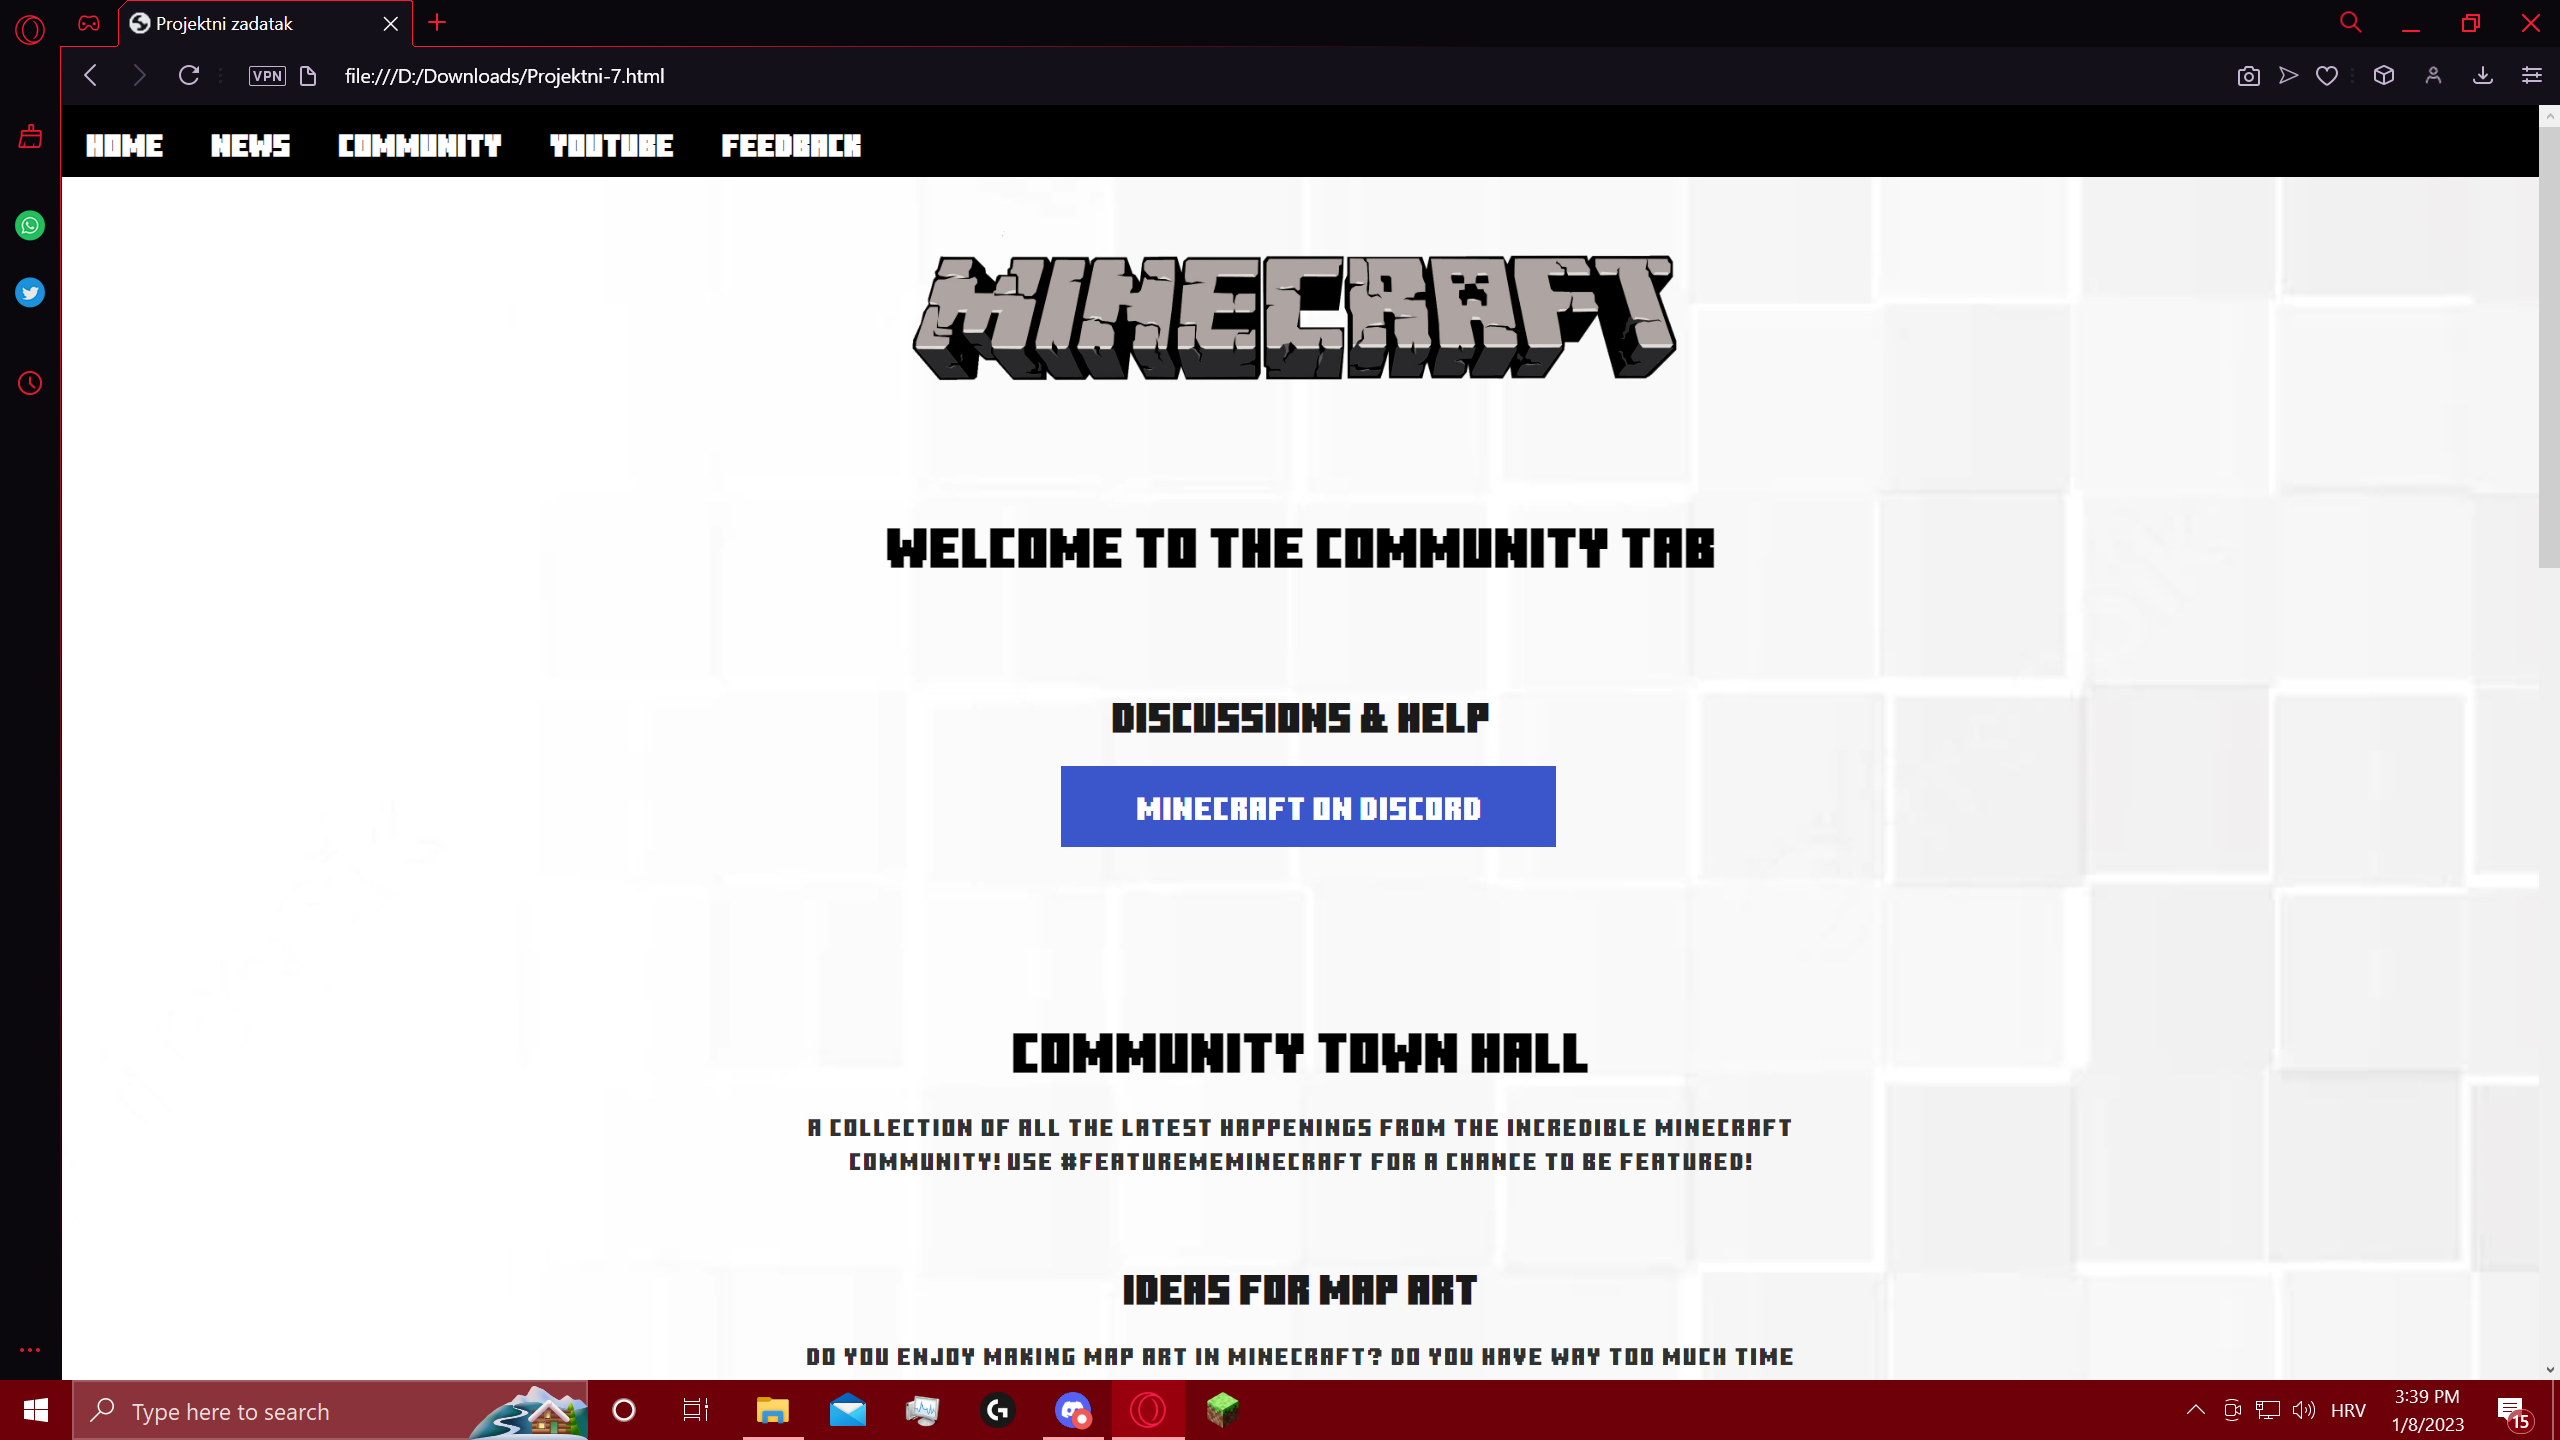 Projektni zadatak
VPN
file:///D:/Downloads/Projektni-7.html
HOME NEWS COMMUNITY YOUTUBE FEEDBACK
MINECRAFT
WELCOME TO THE COMMUNITY TAB
DISCUSSIONS & HELP
MINECRAFT ON DISCORD
COMMUNITY TOWN HALL
A COLLECTION OF ALL THE LATEST HAPPENINGS FROM THE INCREDIBLE MINECRAFT
COMMUNITY! USE #FEATUREMEMINECRAFT FOR A CHANCE TO BE FEATURED!
IDEAS FOR MAP ART
DO YOU ENJOY MAKING MAP ART IN MINECRAFT? DO YOU HAVE WAY TOO MUCH TIME
Type here to search
HRV
3:39 PM
1/8/2023
15